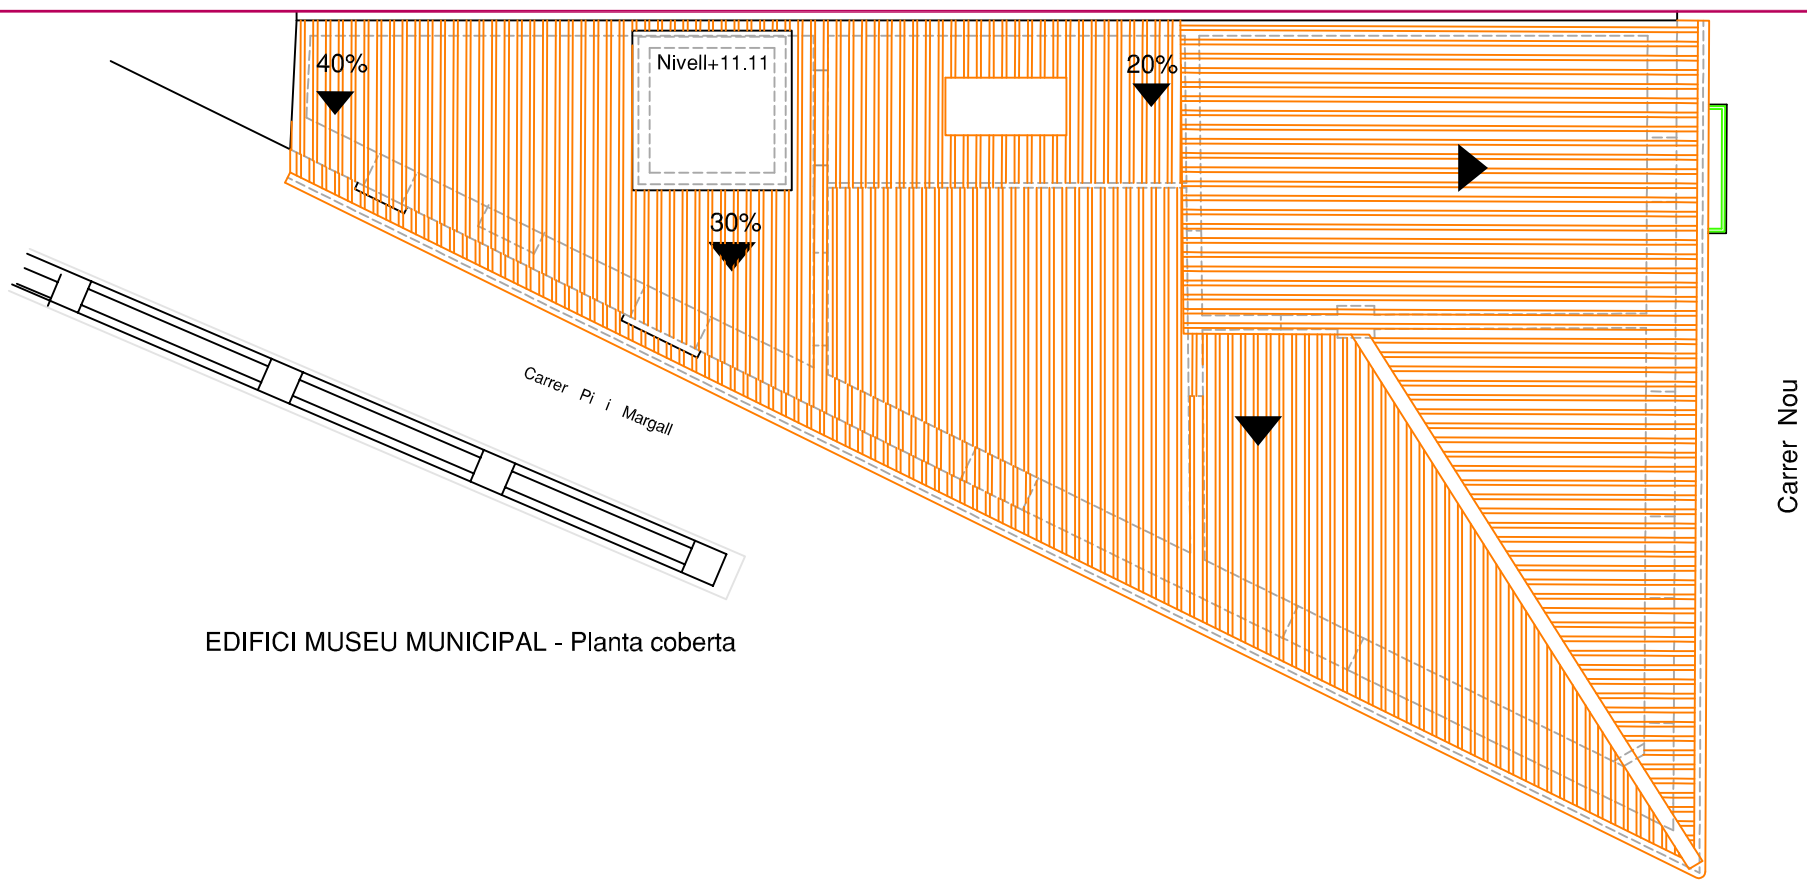 40%
Nivell+11.11
20%
30%
Carrer Pi i Margall
Carrer Nou
EDIFICI MUSEU MUNICIPAL - Planta coberta